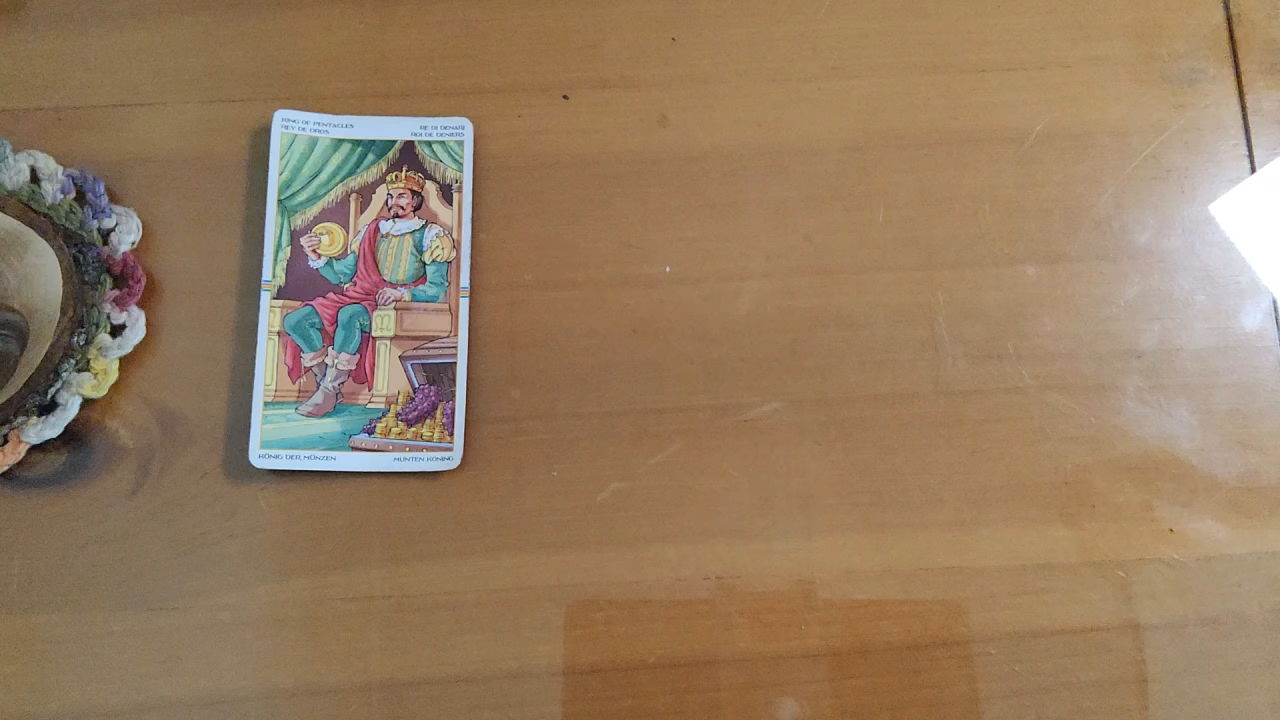 KING OF PENTACLES
REY DE OROS
RE DI DENARI
ROI DE DENIERS
KÖNIG DER MÜNZEN
MUNTEN KONING